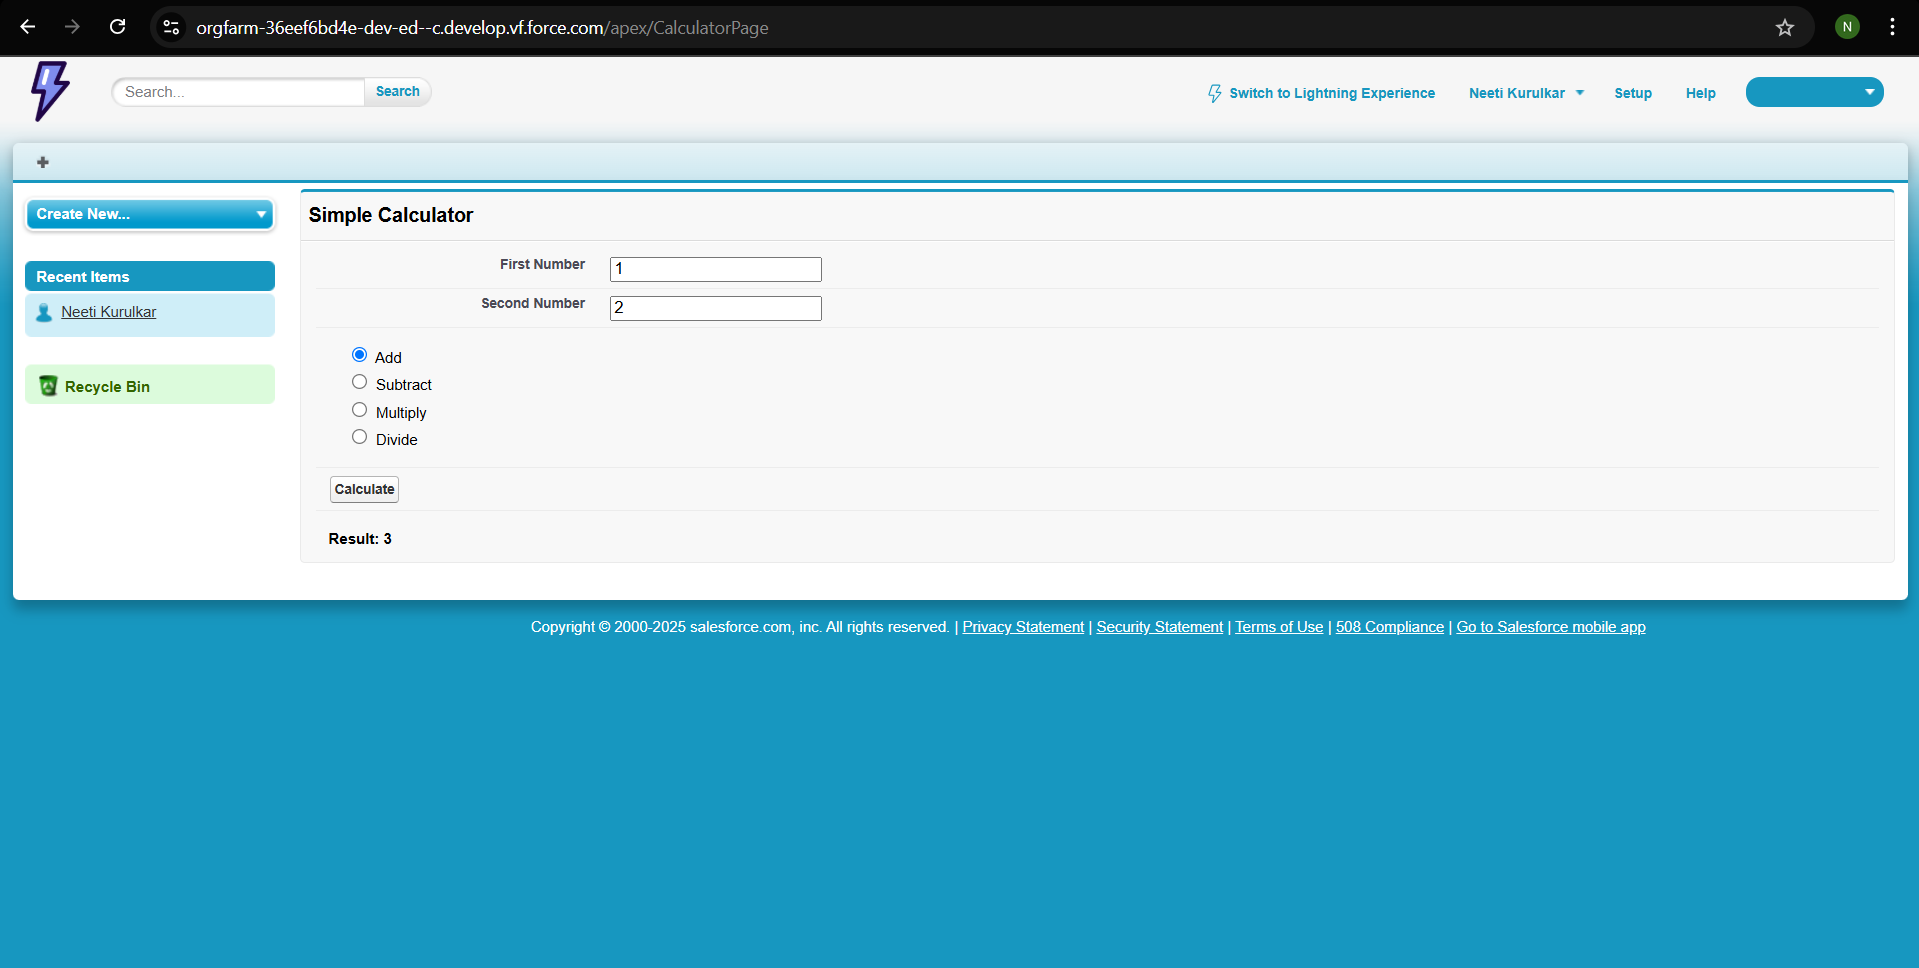 orgfarm-36eef6bd4e-dev-ed--c.develop.vf.force.com/apex/CalculatorPage
N
Search...
Search
Switch to Lightning Experience
Neeti Kurulkar
Setup
Help
Create New...
Recent Items
Neeti Kurulkar
Recycle Bin
Simple Calculator
First Number 1
Second Number 2
Add
Subtract
Multiply
Divide
Calculate
Result: 3
Copyright © 2000-2025 salesforce.com, inc. All rights reserved. | Privacy Statement | Security Statement | Terms of Use | 508 Compliance | Go to Salesforce mobile app